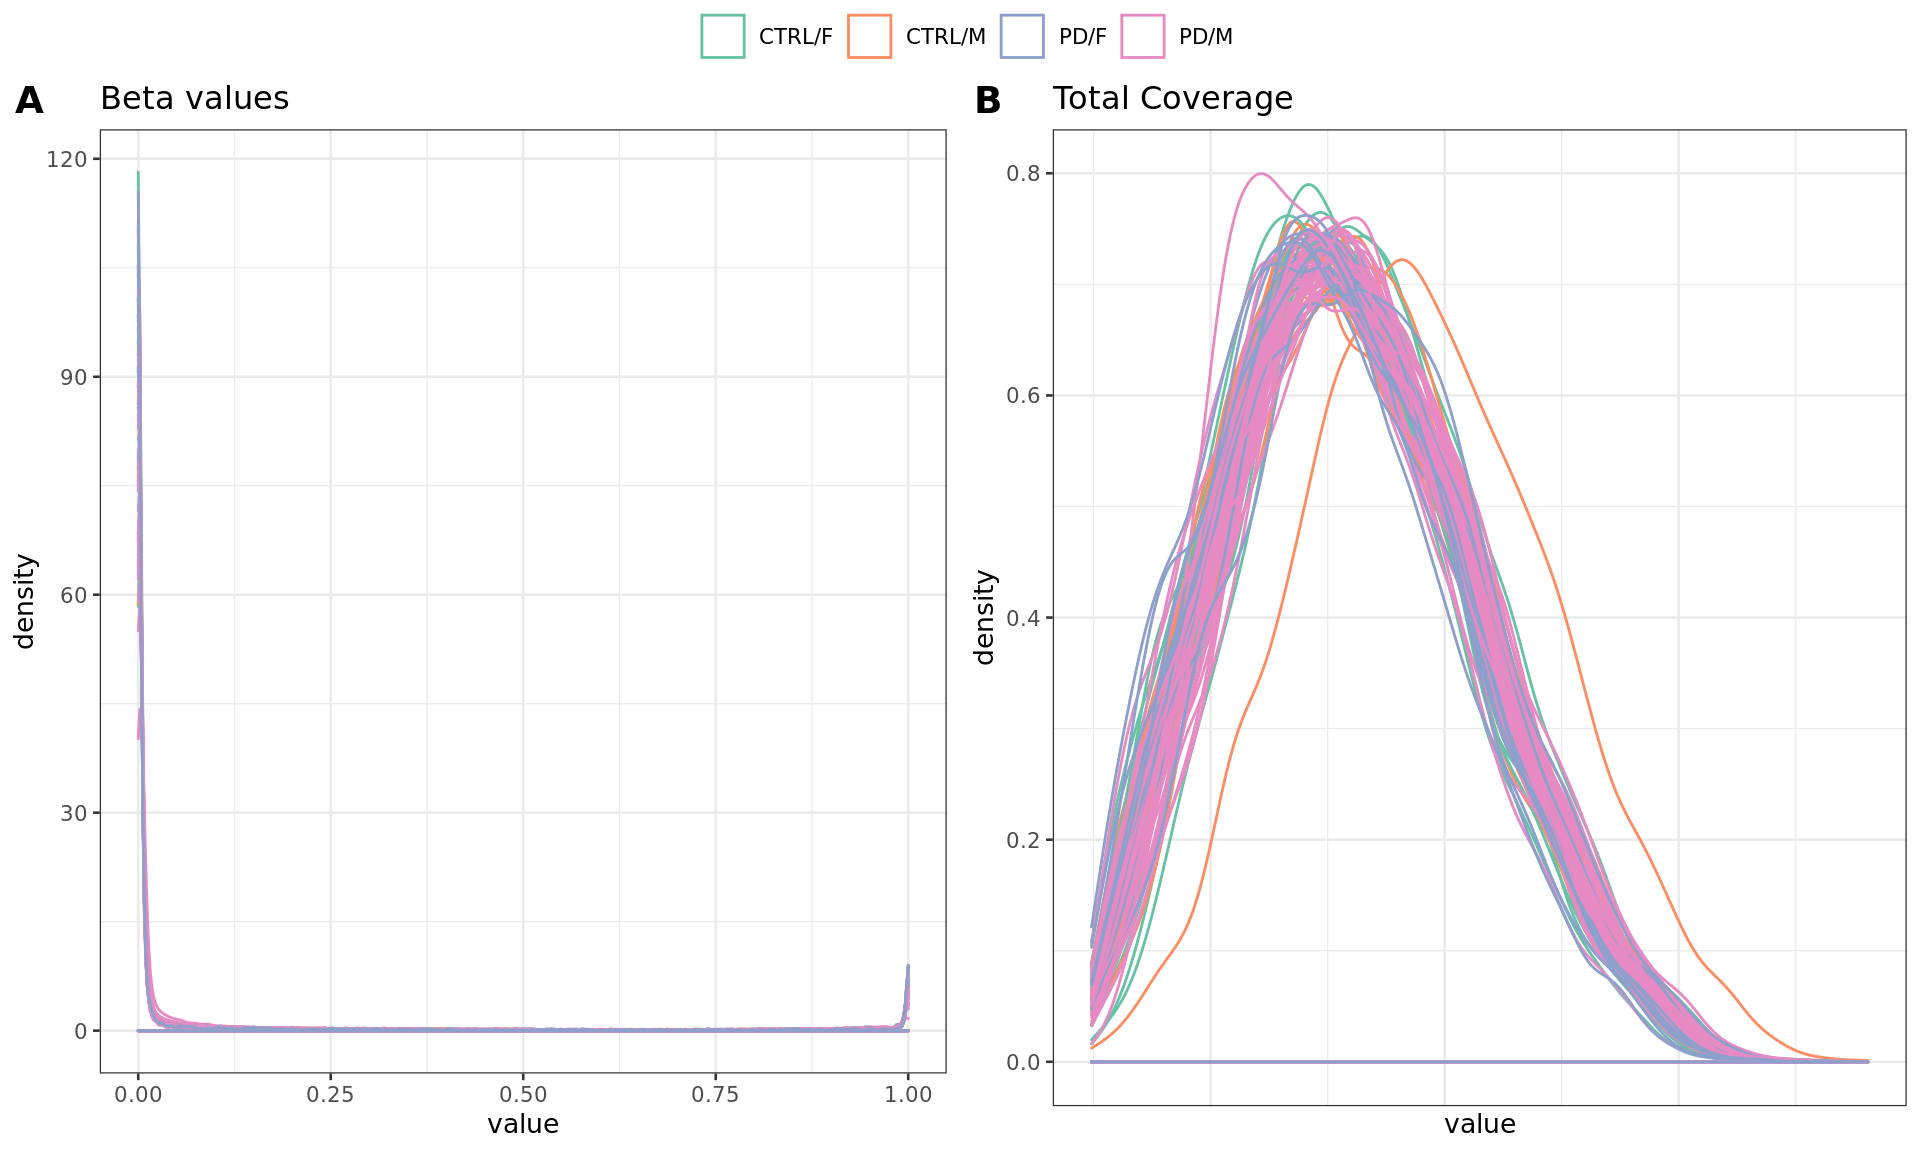 CTRL/F CTRL/M PD/F PD/M
A Beta values
120
90
60
30
0
density
0.00 0.25 0.50 0.75 1.00
value
B Total Coverage
0.8
0.6
0.4
0.2
0.0
density
value